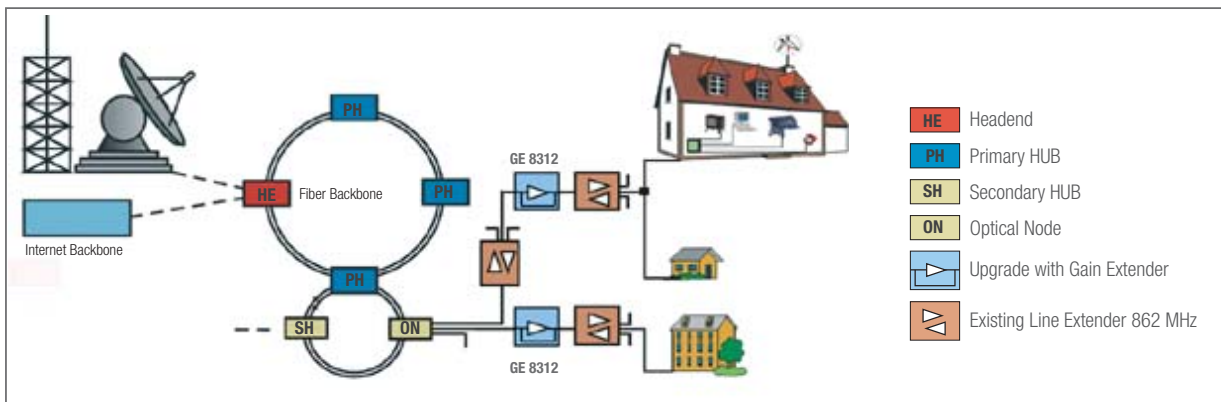 PH
GE 8312
HE
Fiber Backbone
PH
Internet Backbone
PH
SH
ON
GE 8312
HE Headend
PH Primary HUB
SH Secondary HUB
ON Optical Node
Upgrade with Gain Extender
Existing Line Extender 862 MHz